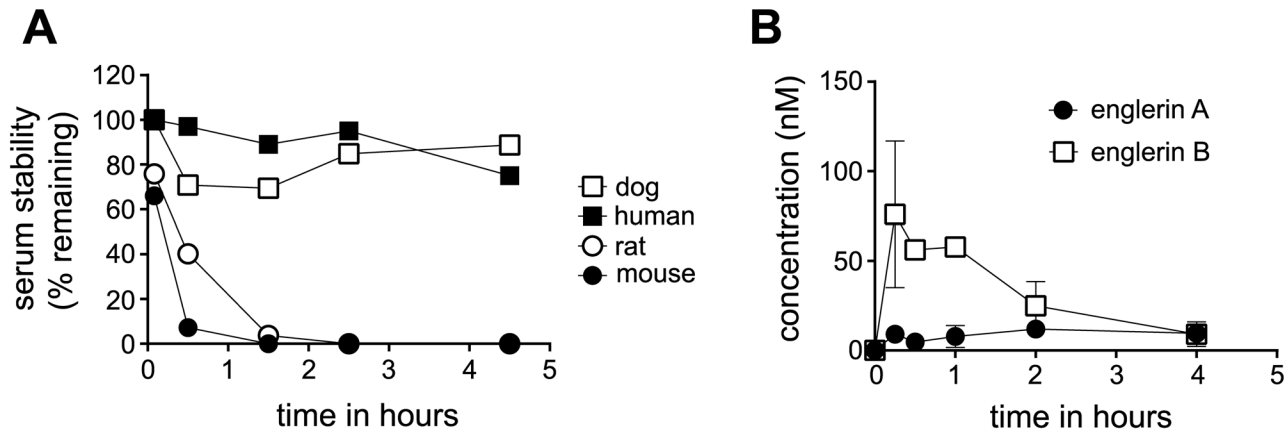 A
serum stability
(% remaining)
120
100
80
60
40
20
0
0 1 2 3 4 5
time in hours
dog
human
rat
mouse
B
concentration (nM)
150
100
50
0
0 1 2 3 4 5
time in hours
englerin A
englerin B